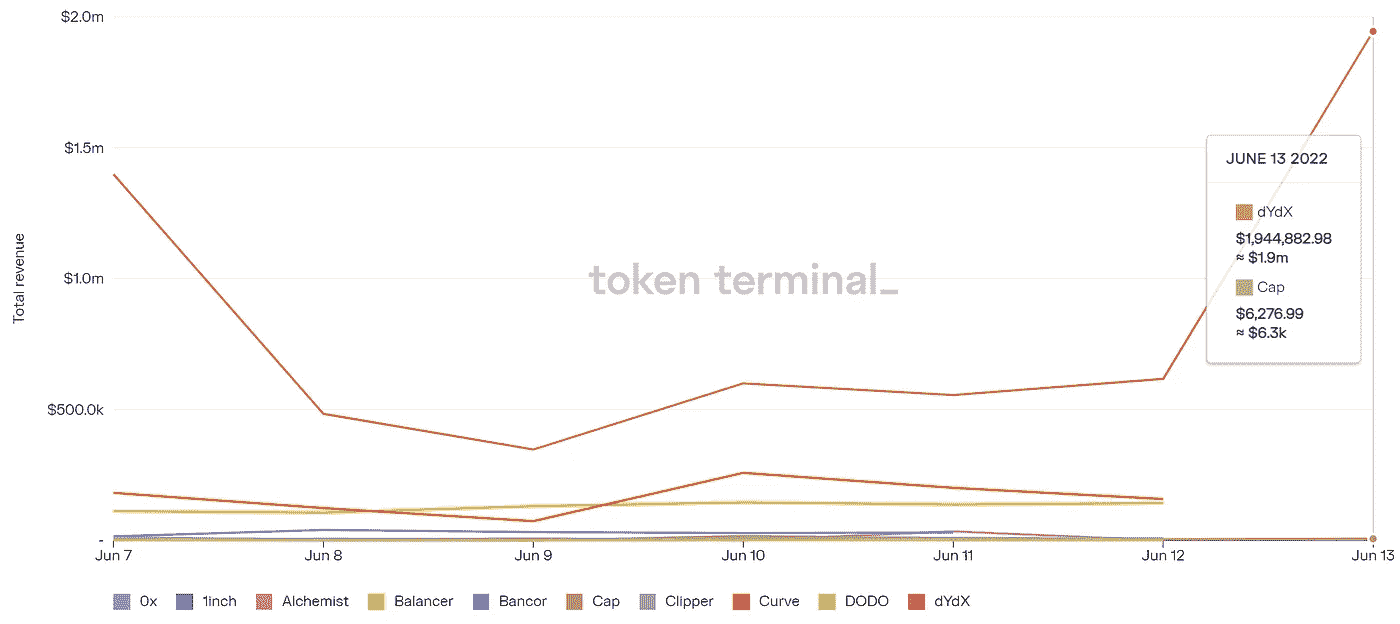 $2.0m
$1.5m
$1.0m
$500.0k
-
Total revenue
token terminal_
JUNE 13 2022
dYdX
$1,944,882.98
≈ $1.9m
Cap
$6,276.99
≈ $6.3k
Jun 7 Jun 8 Jun 9 Jun 10 Jun 11 Jun 12 Jun 13
0x 1inch Alchemist Balancer Bancor Cap Clipper Curve DODO dYdX